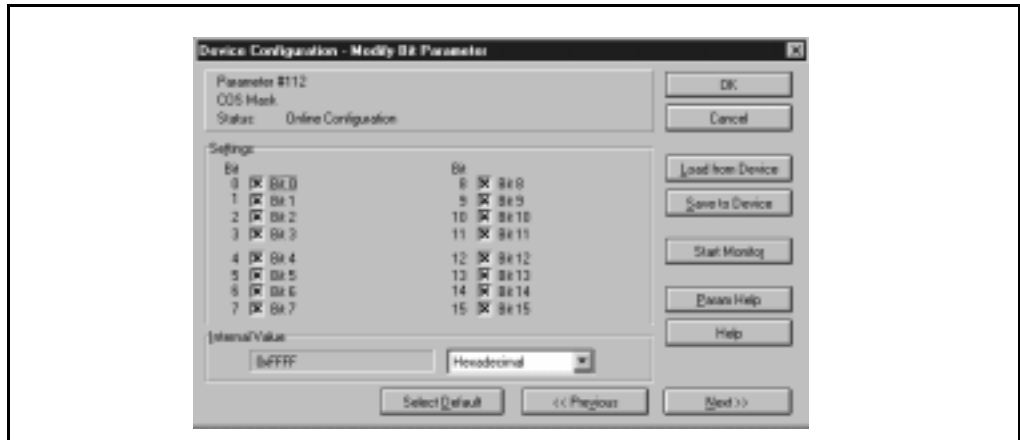 Device Configuration - Modify Bit Parameter
Parameter #112
COS Mask
Status: Online Configuration
OK
Cancel
Settings
Bit Bit
0 Bit 0 8 Bit 8
1 Bit 1 9 Bit 9
2 Bit 2 10 Bit 10
3 Bit 3 11 Bit 11
4 Bit 4 12 Bit 12
5 Bit 5 13 Bit 13
6 Bit 6 14 Bit 14
7 Bit 7 15 Bit 15
Load from Device
Save to Device
Start Monitor
Param Help
Help
Internal Value
0xFFFF Hexadecimal
Select Default << Previous Next >>